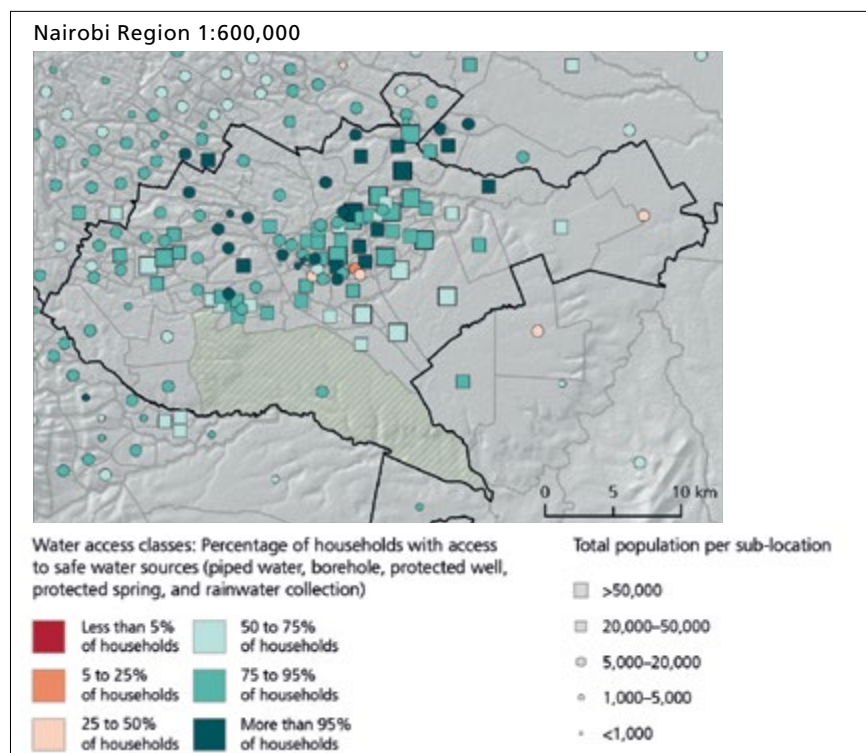 Nairobi Region 1:600,000
0 5 10 km
Water access classes: Percentage of households with access
to safe water sources (piped water, borehole, protected well,
protected spring, and rainwater collection)
Less than 5%
of households
5 to 25%
of households
25 to 50%
of households
50 to 75%
of households
75 to 95%
of households
More than 95%
of households
Total population per sub-location
>50,000
20,000–50,000
5,000–20,000
1,000–5,000
<1,000